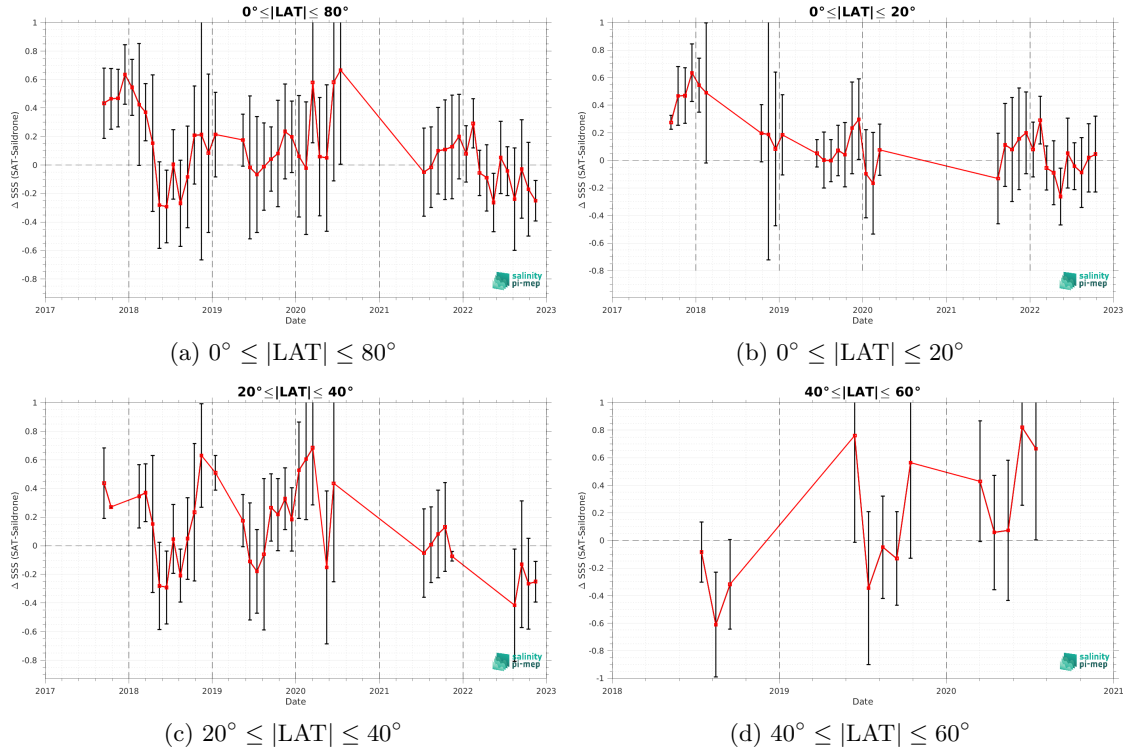 0°≤|LAT|≤ 80°
Δ SSS (SAT-Saildrone)
1
0.8
0.6
0.4
0.2
0
-0.2
-0.4
-0.6
-0.8
2017
2018
2019
2020
2021
2022
2023
Date
salinity
pi-mep
(a) 0° ≤ |LAT| ≤ 80°
0°≤|LAT|≤ 20°
Δ SSS (SAT-Saildrone)
1
0.8
0.6
0.4
0.2
0
-0.2
-0.4
-0.6
-0.8
2017
2018
2019
2020
2021
2022
2023
Date
salinity
pi-mep
(b) 0° ≤ |LAT| ≤ 20°
20°≤|LAT|≤ 40°
Δ SSS (SAT-Saildrone)
1
0.8
0.6
0.4
0.2
0
-0.2
-0.4
-0.6
-0.8
2017
2018
2019
2020
2021
2022
2023
Date
salinity
pi-mep
(c) 20° ≤ |LAT| ≤ 40°
40°≤|LAT|≤ 60°
Δ SSS (SAT-Saildrone)
1
0.8
0.6
0.4
0.2
0
-0.2
-0.4
-0.6
-0.8
-1
2018
2019
2020
2021
Date
salinity
pi-mep
(d) 40° ≤ |LAT| ≤ 60°